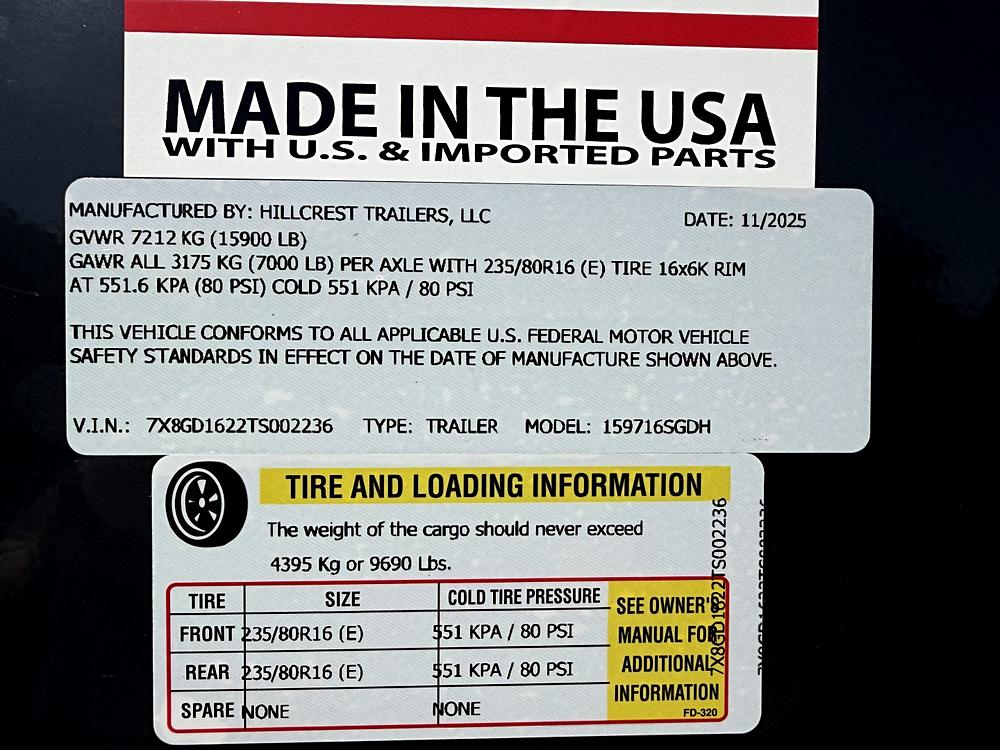 MADE IN THE USA
WITH U.S. & IMPORTED PARTS
MANUFACTURED BY: HILLCREST TRAILERS, LLC DATE: 11/2025
GVWR 7212 KG (15900 LB)
GAWR ALL 3175 KG (7000 LB) PER AXLE WITH 235/80R16 (E) TIRE 16x6K RIM
AT 551.6 KPA (80 PSI) COLD 551 KPA / 80 PSI
THIS VEHICLE CONFORMS TO ALL APPLICABLE U.S. FEDERAL MOTOR VEHICLE
SAFETY STANDARDS IN EFFECT ON THE DATE OF MANUFACTURE SHOWN ABOVE.
V.I.N.: 7X8GD1622TS002236 TYPE: TRAILER MODEL: 159716SGDH
TIRE AND LOADING INFORMATION
The weight of the cargo should never exceed
4395 Kg or 9690 Lbs.
TIRE SIZE COLD TIRE PRESSURE
FRONT 235/80R16 (E) 551 KPA / 80 PSI
REAR 235/80R16 (E) 551 KPA / 80 PSI
SPARE NONE NONE
SEE OWNER'S
MANUAL FOR
ADDITIONAL
INFORMATION
FD-320
7X8GD1622TS002236